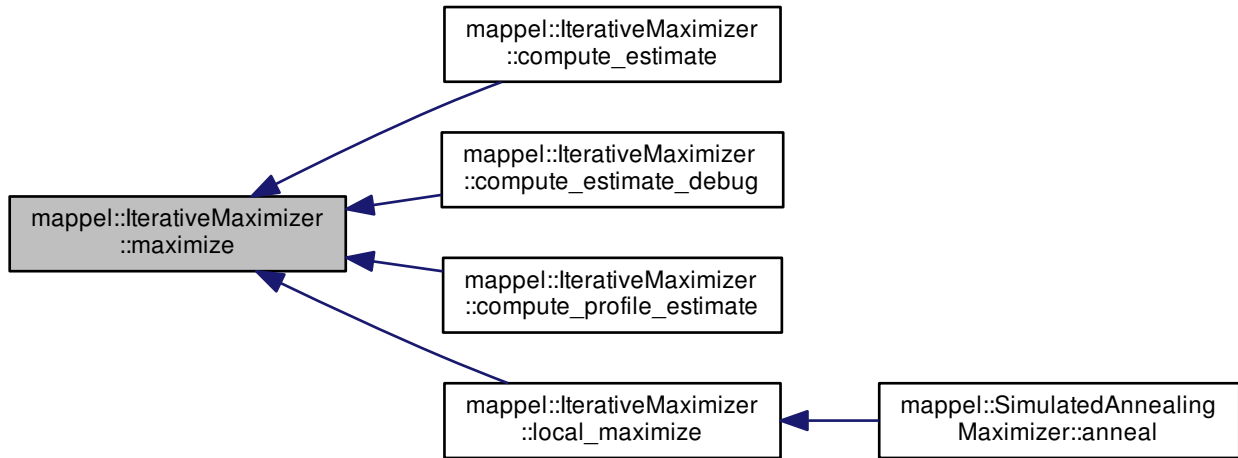 mappel::IterativeMaximizer
::compute_estimate
mappel::IterativeMaximizer
::compute_estimate_debug
mappel::IterativeMaximizer
::maximize
mappel::IterativeMaximizer
::compute_profile_estimate
mappel::IterativeMaximizer
::local_maximize
mappel::SimulatedAnnealing
Maximizer::anneal